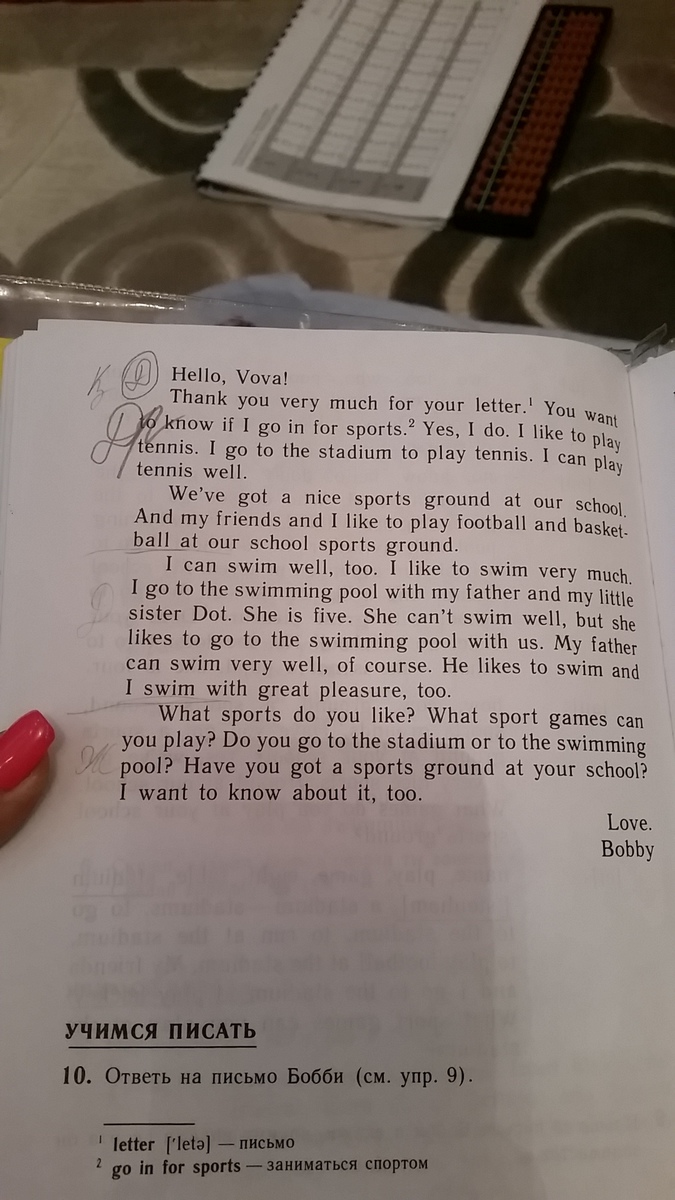 Hello, Vova!
Thank you very much for your letter.¹ You want
to know if I go in for sports.² Yes, I do. I like to play
tennis. I go to the stadium to play tennis. I can play
tennis well.
We've got a nice sports ground at our school.
And my friends and I like to play football and basket-
ball at our school sports ground.
I can swim well, too. I like to swim very much.
I go to the swimming pool with my father and my little
sister Dot. She is five. She can't swim well, but she
likes to go to the swimming pool with us. My father
can swim very well, of course. He likes to swim and
I swim with great pleasure, too.
What sports do you like? What sport games can
you play? Do you go to the stadium or to the swimming
pool? Have you got a sports ground at your school?
I want to know about it, too.
Love.
Bobby
УЧИМСЯ ПИСАТЬ
10. Ответь на письмо Бобби (см. упр. 9).
¹ letter ['letə] — письмо
² go in for sports — заниматься спортом